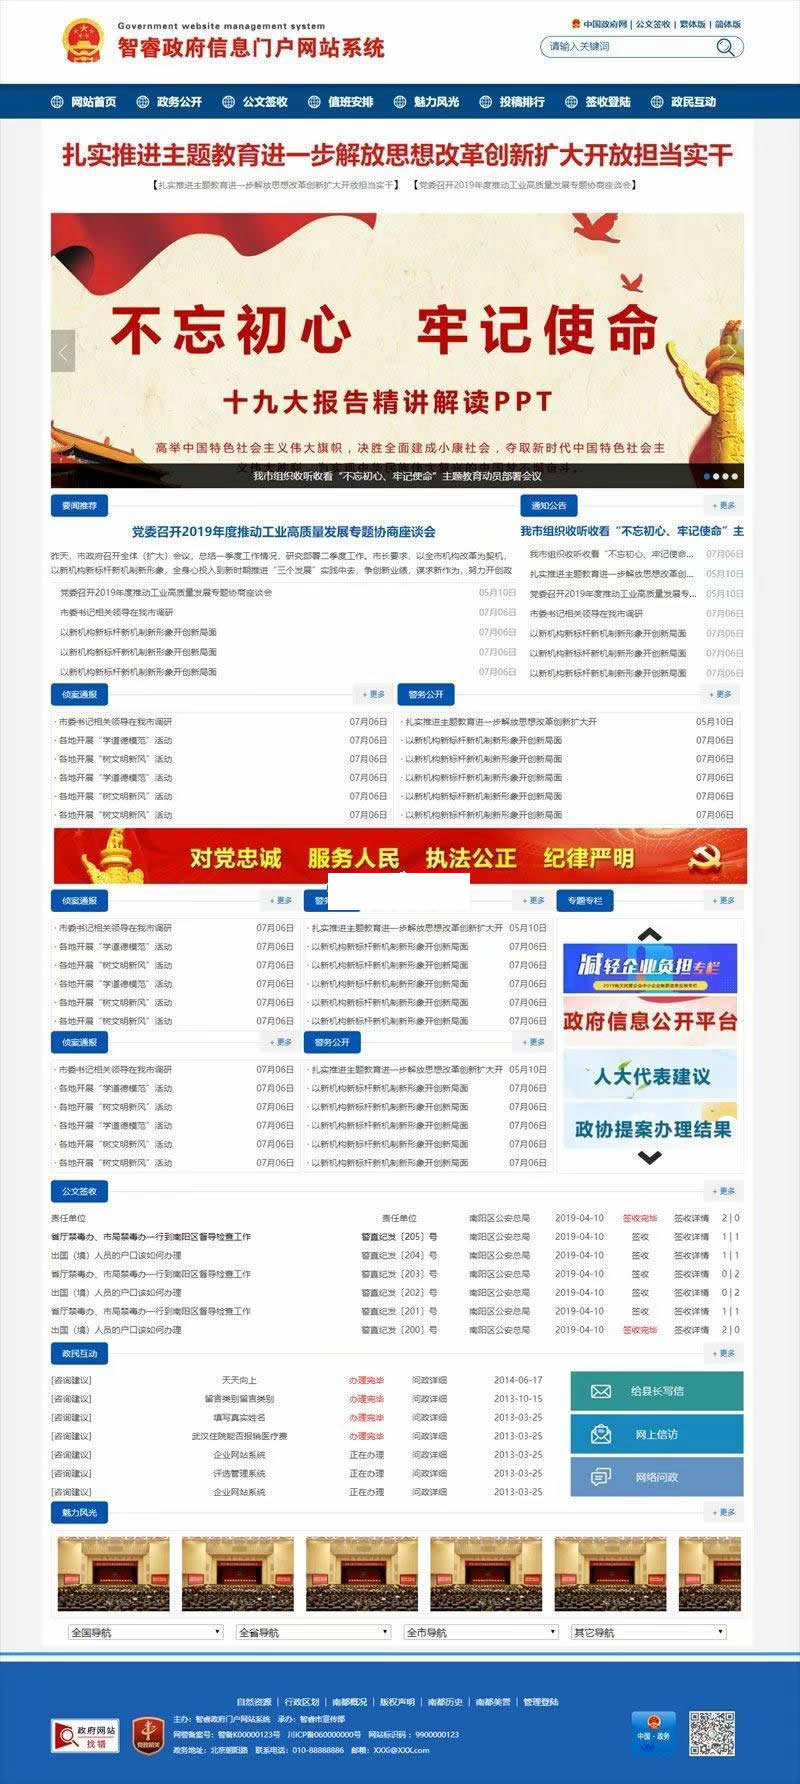 Government website management system
智睿政府信息门户网站系统
中国政府网 | 公文签收 | 繁体版 | 简体版
请输入关键词
网站首页 政务公开 公文签收 值班安排 魅力风光 投稿排行 签收登陆 政民互动
扎实推进主题教育进一步解放思想改革创新扩大开放担当实干
【扎实推进主题教育进一步解放思想改革创新扩大开放担当实干】 【党委召开2019年度推动工业高质量发展专题协商座谈会】
不忘初心 牢记使命
十九大报告精讲解读PPT
高举中国特色社会主义伟大旗帜，决胜全面建成小康社会，夺取新时代中国特色社会主
我市组织收听收看“不忘初心、牢记使命”主题教育动员部署会议
要闻推荐
党委召开2019年度推动工业高质量发展专题协商座谈会
昨天，市政府召开全体（扩大）会议，总结一季度工作情况，研究部署二季度工作。市长要求，以全市机构改革为契机，
以新机构新标杆新机制新形象，全身心投入到新时期推进“三个发展”实践中去，争创新业绩，谋求新作为，努力开创政
党委召开2019年度推动工业高质量发展专题协商座谈会 05月10日
市委书记相关领导在我市调研 07月06日
以新机构新标杆新机制新形象开创新局面 07月06日
以新机构新标杆新机制新形象开创新局面 07月06日
以新机构新标杆新机制新形象开创新局面 07月06日
通知公告 + 更多
我市组织收听收看“不忘初心、牢记使命”主
我市组织收听收看“不忘初心、牢记使命... 07月06日
扎实推进主题教育进一步解放思想改革创... 05月10日
党委召开2019年度推动工业高质量发展专... 05月10日
市委书记相关领导在我市调研 07月06日
以新机构新标杆新机制新形象开创新局面 07月06日
以新机构新标杆新机制新形象开创新局面 07月06日
以新机构新标杆新机制新形象开创新局面 07月06日
侦案通报 + 更多
· 市委书记相关领导在我市调研 07月06日
· 各地开展“学道德模范”活动 07月06日
· 各地开展“树文明新风”活动 07月06日
· 各地开展“学道德模范”活动 07月06日
· 各地开展“树文明新风”活动 07月06日
· 各地开展“树文明新风”活动 07月06日
警务公开 + 更多
· 扎实推进主题教育进一步解放思想改革创新扩大开 05月10日
· 以新机构新标杆新机制新形象开创新局面 07月06日
· 以新机构新标杆新机制新形象开创新局面 07月06日
· 以新机构新标杆新机制新形象开创新局面 07月06日
· 以新机构新标杆新机制新形象开创新局面 07月06日
· 以新机构新标杆新机制新形象开创新局面 07月06日
对党忠诚 服务人民 执法公正 纪律严明
侦案通报 + 更多
· 市委书记相关领导在我市调研 07月06日
· 各地开展“学道德模范”活动 07月06日
· 各地开展“树文明新风”活动 07月06日
· 各地开展“学道德模范”活动 07月06日
· 各地开展“树文明新风”活动 07月06日
· 各地开展“树文明新风”活动 07月06日
警 + 更多
· 扎实推进主题教育进一步解放思想改革创新扩大开 05月10日
· 以新机构新标杆新机制新形象开创新局面 07月06日
· 以新机构新标杆新机制新形象开创新局面 07月06日
· 以新机构新标杆新机制新形象开创新局面 07月06日
· 以新机构新标杆新机制新形象开创新局面 07月06日
· 以新机构新标杆新机制新形象开创新局面 07月06日
专题专栏 + 更多
减轻企业负担专栏
政府信息公开平台
人大代表建议
政协提案办理结果
侦案通报 + 更多
· 市委书记相关领导在我市调研 07月06日
· 各地开展“学道德模范”活动 07月06日
· 各地开展“树文明新风”活动 07月06日
· 各地开展“学道德模范”活动 07月06日
· 各地开展“树文明新风”活动 07月06日
· 各地开展“树文明新风”活动 07月06日
警务公开 + 更多
· 扎实推进主题教育进一步解放思想改革创新扩大开 05月10日
· 以新机构新标杆新机制新形象开创新局面 07月06日
· 以新机构新标杆新机制新形象开创新局面 07月06日
· 以新机构新标杆新机制新形象开创新局面 07月06日
· 以新机构新标杆新机制新形象开创新局面 07月06日
· 以新机构新标杆新机制新形象开创新局面 07月06日
公文签收 + 更多
责任单位 责任单位 南阳区公安总局 2019-04-10 签收完毕 签收详情 2 | 0
省厅禁毒办、市局禁毒办一行到南阳区督导检查工作 警直纪发〔205〕号 南阳区公安总局 2019-04-10 签收 签收详情 1 | 1
出国（境）人员的户口该如何办理 警直纪发〔204〕号 南阳区公安总局 2019-04-10 签收 签收详情 1 | 1
省厅禁毒办、市局禁毒办一行到南阳区督导检查工作 警直纪发〔203〕号 南阳区公安总局 2019-04-10 签收 签收详情 0 | 2
出国（境）人员的户口该如何办理 警直纪发〔202〕号 南阳区公安总局 2019-04-10 签收 签收详情 0 | 2
省厅禁毒办、市局禁毒办一行到南阳区督导检查工作 警直纪发〔201〕号 南阳区公安总局 2019-04-10 签收 签收详情 1 | 1
出国（境）人员的户口该如何办理 警直纪发〔200〕号 南阳区公安总局 2019-04-10 签收完毕 签收详情 2 | 0
政民互动 + 更多
[咨询建议] 天天向上 办理完毕 问政详细 2014-06-17
[咨询建议] 留言类别留言类别 办理完毕 问政详细 2013-10-15
[咨询建议] 填写真实姓名 办理完毕 问政详细 2013-03-25
[咨询建议] 武汉住院能否报销医疗费 办理完毕 问政详细 2013-03-25
[咨询建议] 企业网站系统 正在办理 问政详细 2013-03-25
[咨询建议] 评选管理系统 正在办理 问政详细 2013-03-25
[咨询建议] 企业网站系统 正在办理 问政详细 2013-03-25
给县长写信
网上信访
网络问政
魅力风光 + 更多
全国导航 全省导航 全市导航 其它导航
自然资源 | 行政区划 | 南都概况 | 版权声明 | 南都历史 | 南都美誉 | 管理登陆
政府网站
找错
党政机关
主办：智睿政府门户网站系统 承办：智睿市宣传部
网警备案号：警备K00000123号 川ICP备060000000号 网站标识码：9900000123
政务地址：北京朝阳路 联系电话：010-88888886 邮箱：XXX@XXX.com
中国·政务